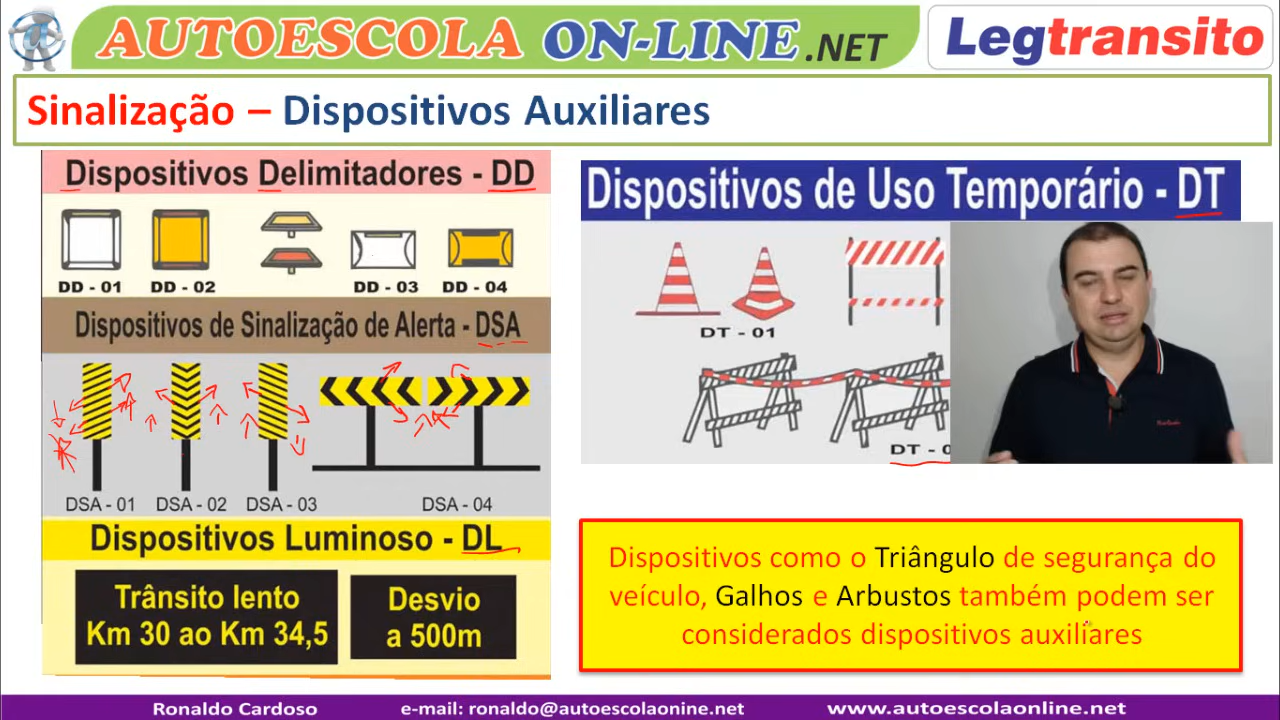 AUTOESCOLA ON-LINE.NET
Legtransito
Sinalização – Dispositivos Auxiliares
Dispositivos Delimitadores - DD
DD - 01
DD - 02
DD - 03
DD - 04
Dispositivos de Sinalização de Alerta - DSA
DSA - 01
DSA - 02
DSA - 03
DSA - 04
Dispositivos Luminoso - DL
Trânsito lento
Km 30 ao Km 34,5
Desvio
a 500m
Dispositivos de Uso Temporário - DT
DT - 01
DT -
Dispositivos como o Triângulo de segurança do
veículo, Galhos e Arbustos também podem ser
considerados dispositivos auxiliares
Ronaldo Cardoso
e-mail: ronaldo@autoescolaonine.net
www.autoescolaonline.net